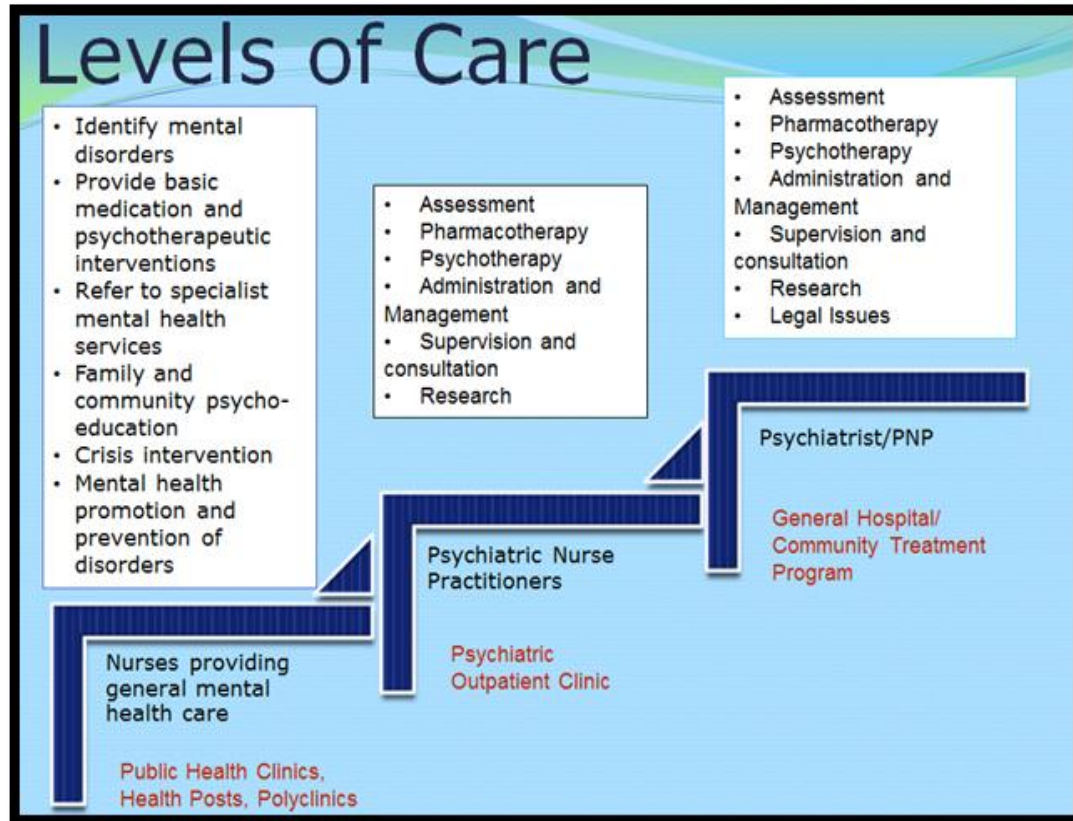 Levels of Care
• Identify mental
disorders
• Provide basic
medication and
psychotherapeutic
interventions
• Refer to specialist
mental health
services
• Family and
community psycho-
education
• Crisis intervention
• Mental health
promotion and
prevention of
disorders
Nurses providing
general mental
health care
Public Health Clinics,
Health Posts, Polyclinics
• Assessment
• Pharmacotherapy
• Psychotherapy
• Administration and
Management
• Supervision and
consultation
• Research
Psychiatric Nurse
Practitioners
Psychiatric
Outpatient Clinic
• Assessment
• Pharmacotherapy
• Psychotherapy
• Administration and
Management
• Supervision and
consultation
• Research
• Legal Issues
Psychiatrist/PNP
General Hospital/
Community Treatment
Program